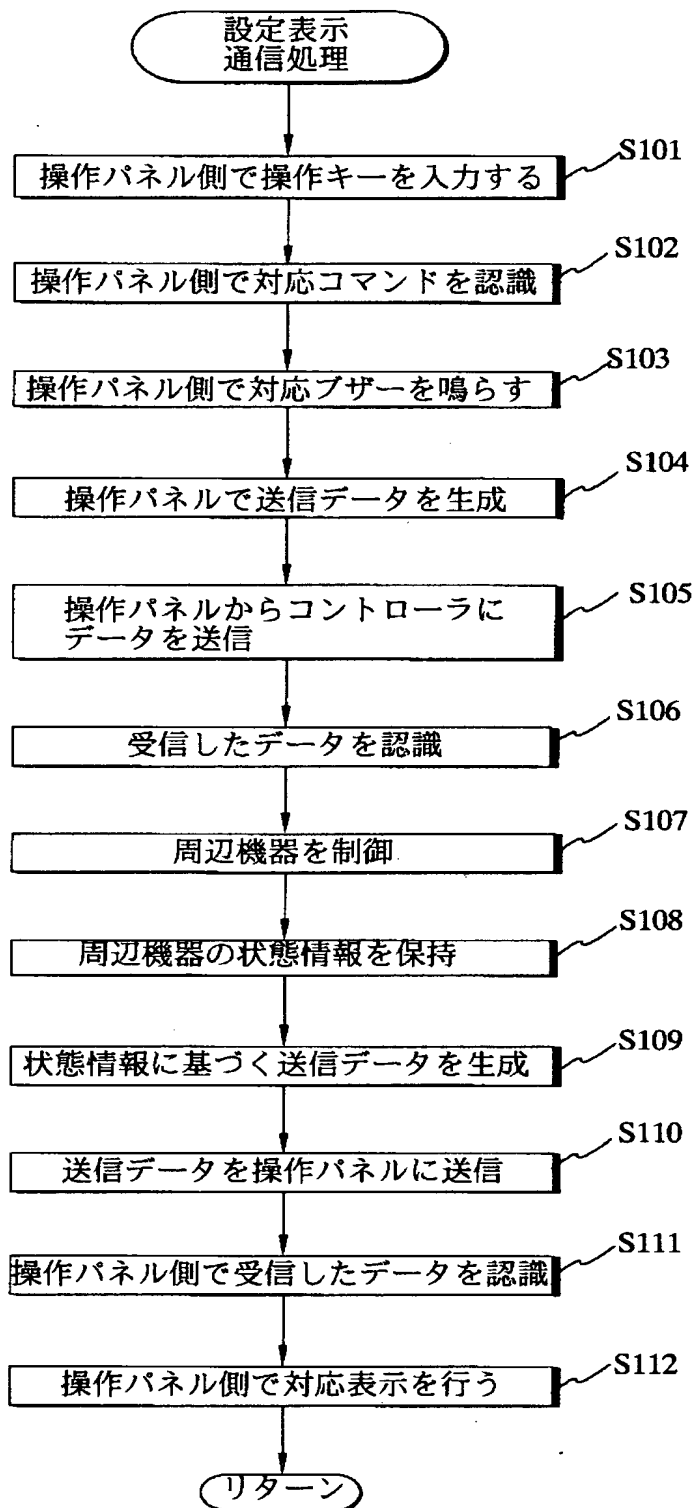 設定表示
通信処理
S101
操作パネル側で操作キーを入力する
S102
操作パネル側で対応コマンドを認識
S103
操作パネル側で対応ブザーを鳴らす
S104
操作パネルで送信データを生成
S105
操作パネルからコントローラに
データを送信
S106
受信したデータを認識
S107
周辺機器を制御
S108
周辺機器の状態情報を保持
S109
状態情報に基づく送信データを生成
S110
送信データを操作パネルに送信
S111
操作パネル側で受信したデータを認識
S112
操作パネル側で対応表示を行う
リターン